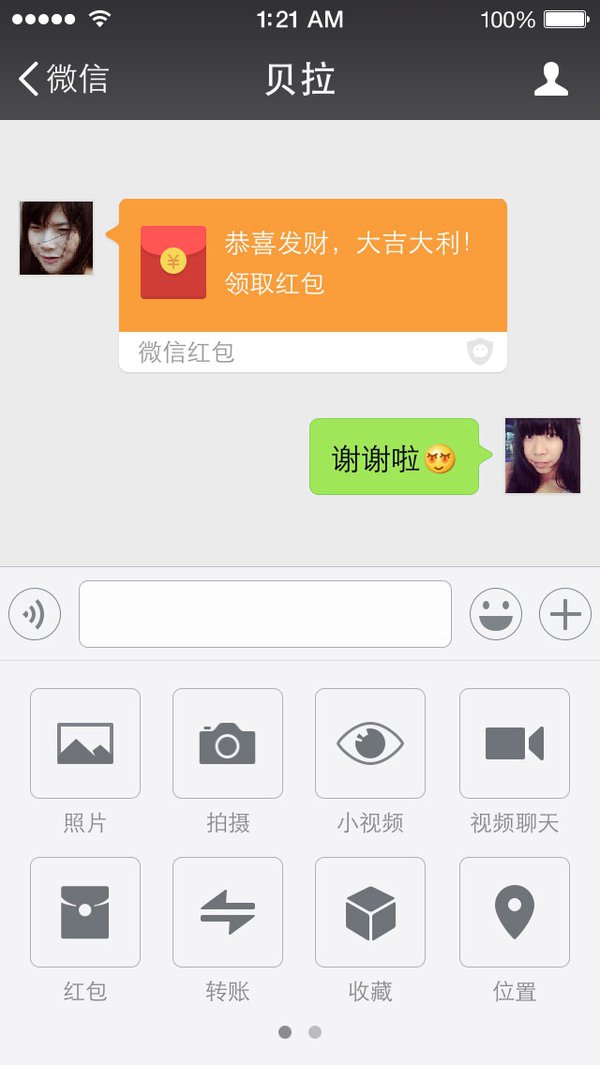 1:21 AM
100%
微信
贝拉
恭喜发财，大吉大利！
领取红包
¥
微信红包
谢谢啦😍
照片
拍摄
小视频
视频聊天
红包
转账
收藏
位置